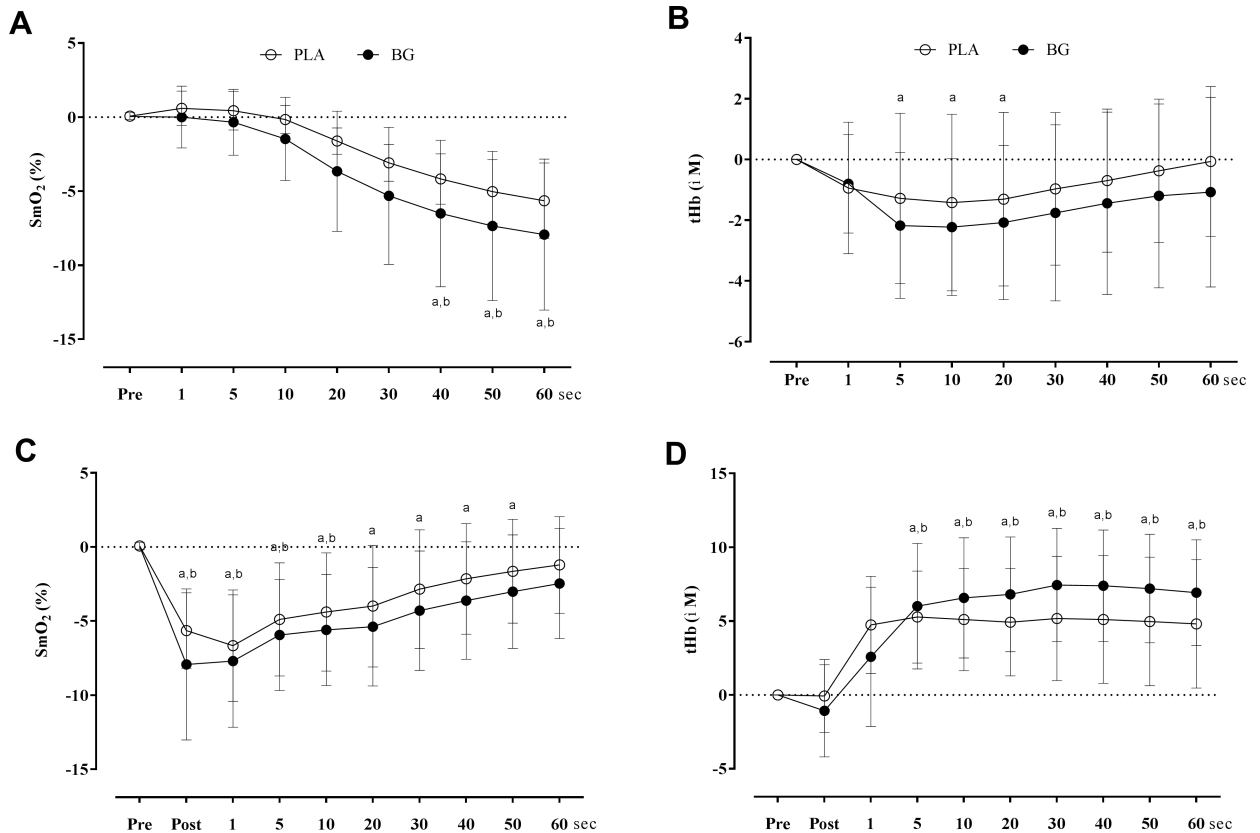 A
PLA BG
SmO2 (%)
5
0
-5
-10
-15
a,b a,b a,b
Pre 1 5 10 20 30 40 50 60 sec
B
PLA BG
tHb (i M)
4
2
0
-2
-4
-6
a a a
Pre 1 5 10 20 30 40 50 60 sec
C
SmO2 (%)
5
0
-5
-10
-15
a,b a,b a,b a,b a a a a
Pre Post 1 5 10 20 30 40 50 60 sec
D
tHb (i M)
15
10
5
0
-5
a,b a,b a,b a,b a,b a,b a,b
Pre Post 1 5 10 20 30 40 50 60 sec